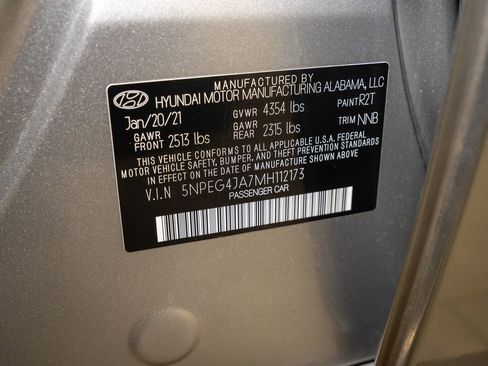 MANUFACTURED BY
HYUNDAI MOTOR MANUFACTURING ALABAMA, LLC
Jan/20/21 GVWR 4354 lbs PAINT R2T
GAWR FRONT 2513 lbs GAWR REAR 2315 lbs TRIM NNB
THIS VEHICLE CONFORMS TO ALL APPLICABLE U.S.A. FEDERAL
MOTOR VEHICLE SAFETY, BUMPER, AND THEFT PREVENTION STANDARDS
IN EFFECT ON THE DATE OF MANUFACTURE SHOWN ABOVE.
V.I.N 5NPEG4JA7MH112173
PASSENGER CAR